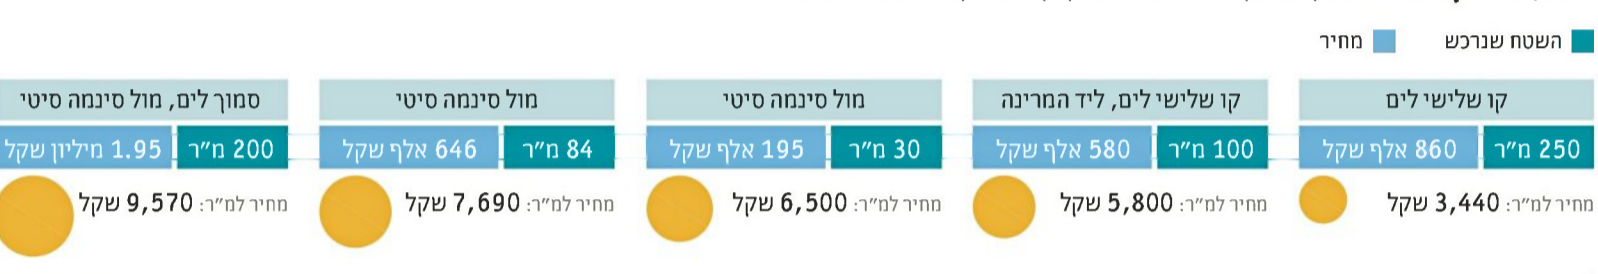 השטח שנרכש
מחיר
קו שלישי לים
250 מ״ר
860 אלף שקל
מחיר למ״ר: 3,440 שקל
קו שלישי לים, ליד המרינה
100 מ״ר
580 אלף שקל
מחיר למ״ר: 5,800 שקל
מול סינמה סיטי
30 מ״ר
195 אלף שקל
מחיר למ״ר: 6,500 שקל
מול סינמה סיטי
84 מ״ר
646 אלף שקל
מחיר למ״ר: 7,690 שקל
סמוך לים, מול סינמה סיטי
200 מ״ר
1.95 מיליון שקל
מחיר למ״ר: 9,570 שקל